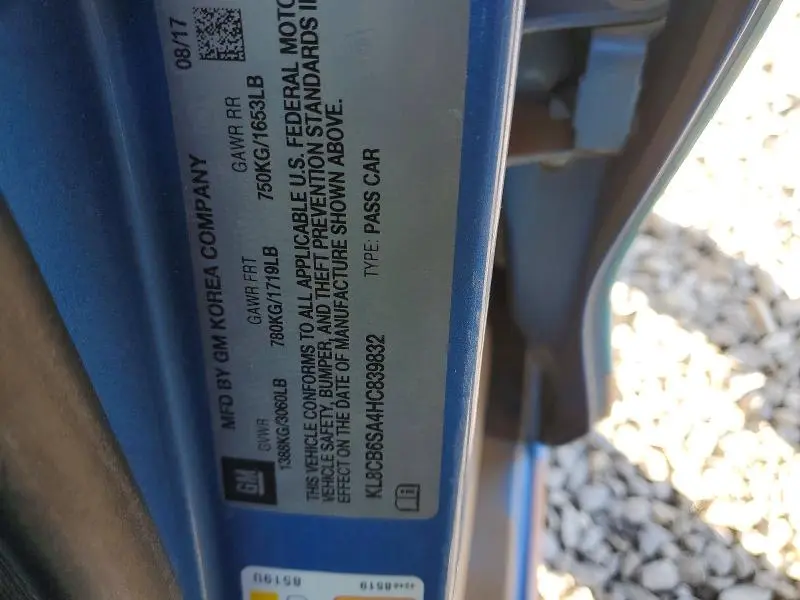 MFD BY GM KOREA COMPANY 08/17
GVWR GAWR FRT GAWR RR
1388KG/3060LB 780KG/1719LB 750KG/1653LB
THIS VEHICLE CONFORMS TO ALL APPLICABLE U.S. FEDERAL MOTO
VEHICLE SAFETY, BUMPER, AND THEFT PREVENTION STANDARDS I
EFFECT ON THE DATE OF MANUFACTURE SHOWN ABOVE.
KL8CB6SA4HC839832 TYPE: PASS CAR
GM
8519U